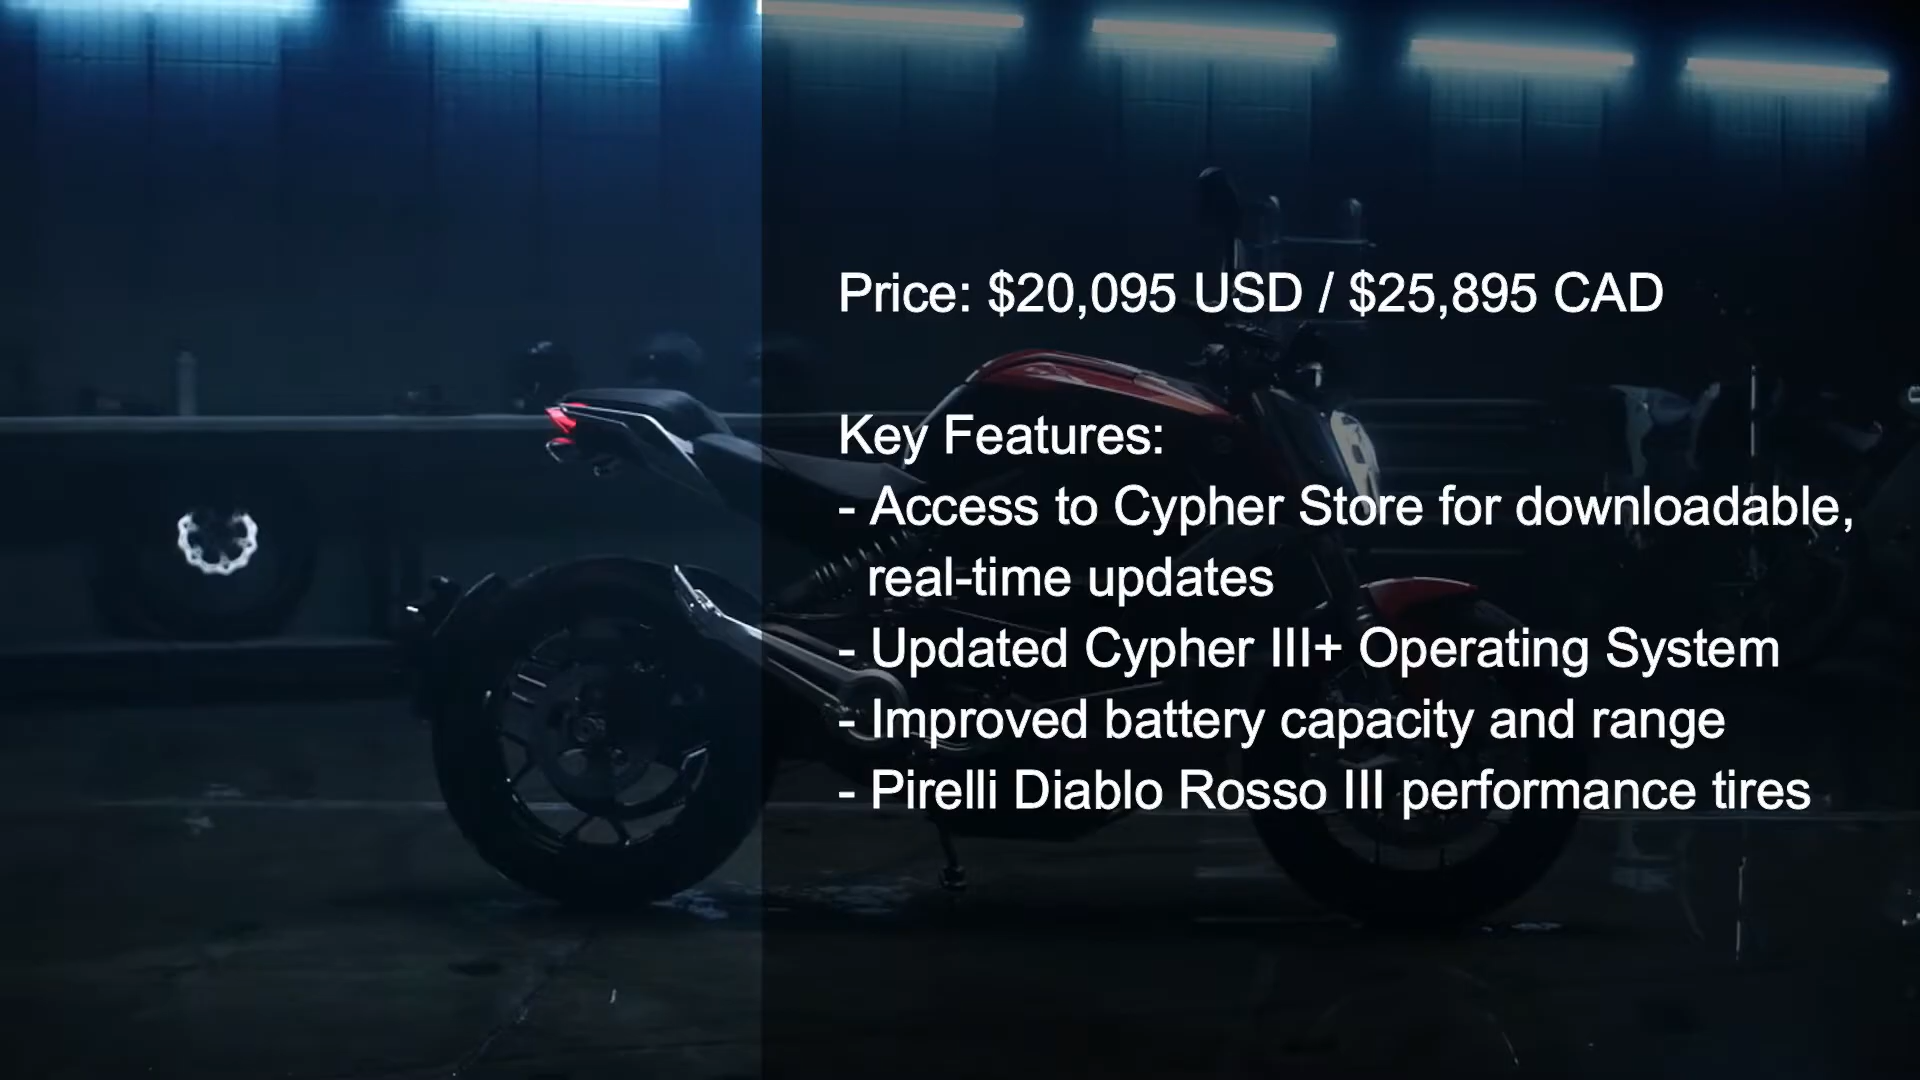 Price: $20,095 USD / $25,895 CAD
Key Features:
- Access to Cypher Store for downloadable,
real-time updates
- Updated Cypher III+ Operating System
- Improved battery capacity and range
- Pirelli Diablo Rosso III performance tires